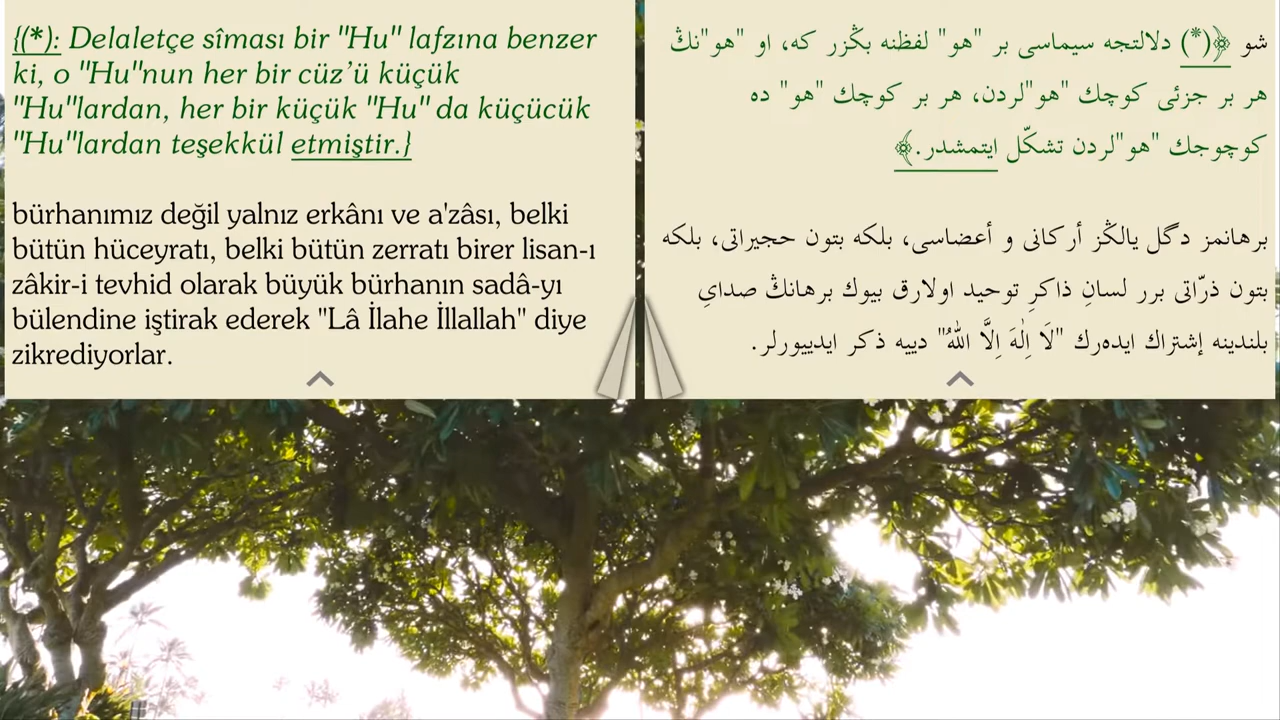 {(*): Delaletçe sîması bir "Hu" lafzına benzer
ki, o "Hu"nun her bir cüz’ü küçük
"Hu"lardan, her bir küçük "Hu" da küçücük
"Hu"lardan teşekkül etmiştir.}
bürhanımız değil yalnız erkânı ve a'zâsı, belki
bütün hüceyratı, belki bütün zerratı birer lisan-ı
zâkir-i tevhid olarak büyük bürhanın sadâ-yı
bülendine iştirak ederek "Lâ İlahe İllallah" diye
zikrediyorlar.
شو ﴿(*) دلالتجه سيماسى بر "هو" لفظنه بڭزر كه، او "هو"نڭ
هر بر جزئى كوچك "هو"لردن، هر بر كوچك "هو" ده
كوچوجك "هو"لردن تشكّل ايتمشدر.﴾
برهانمز دگل يالڭز أركانى و أعضاسى، بلكه بتون حجيراتى، بلكه
بتون ذرّاتى برر لسانِ ذاكرِ توحيد اولارق بيوك برهانڭ صداىِ
بلندينه إشتراك ايدەرك "لَا اِلٰهَ اِلَّا اللّٰهُ" دييه ذكر ايدييورلر.